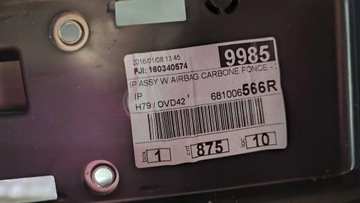 2016/01/08 13:45
9985
PJI: 160340574
IP ASSY W AIRBAG CARBONE FONCE - .
IP
681006566R
H79 / OVD42
1
cnt
875
10